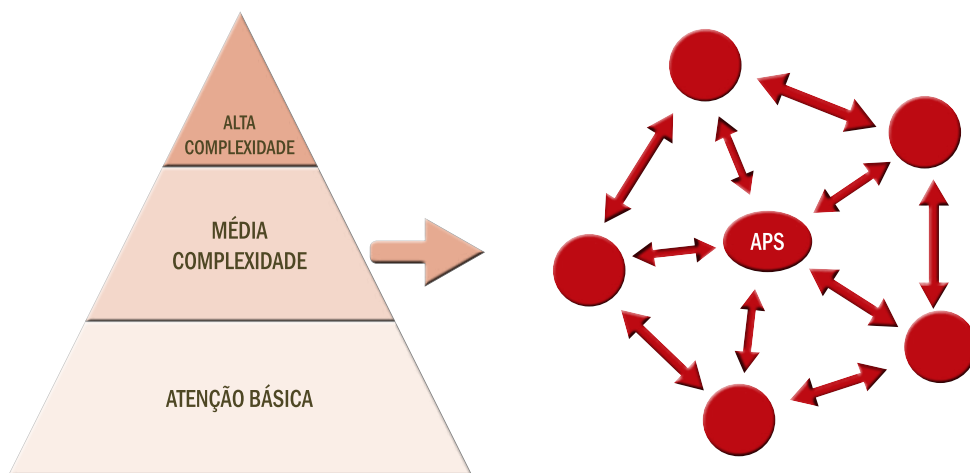 ALTA
COMPLEXIDADE
MÉDIA
COMPLEXIDADE
ATENÇÃO BÁSICA
APS